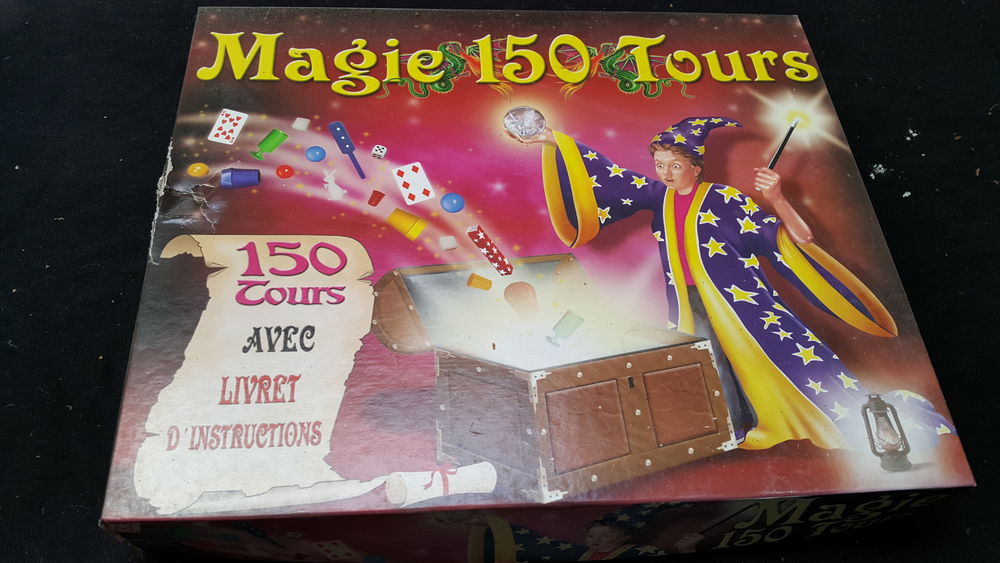 Magie 150 Tours
150
Tours
AVEC
LIVRET
D'INSTRUCTIONS
Magie
150 Tours